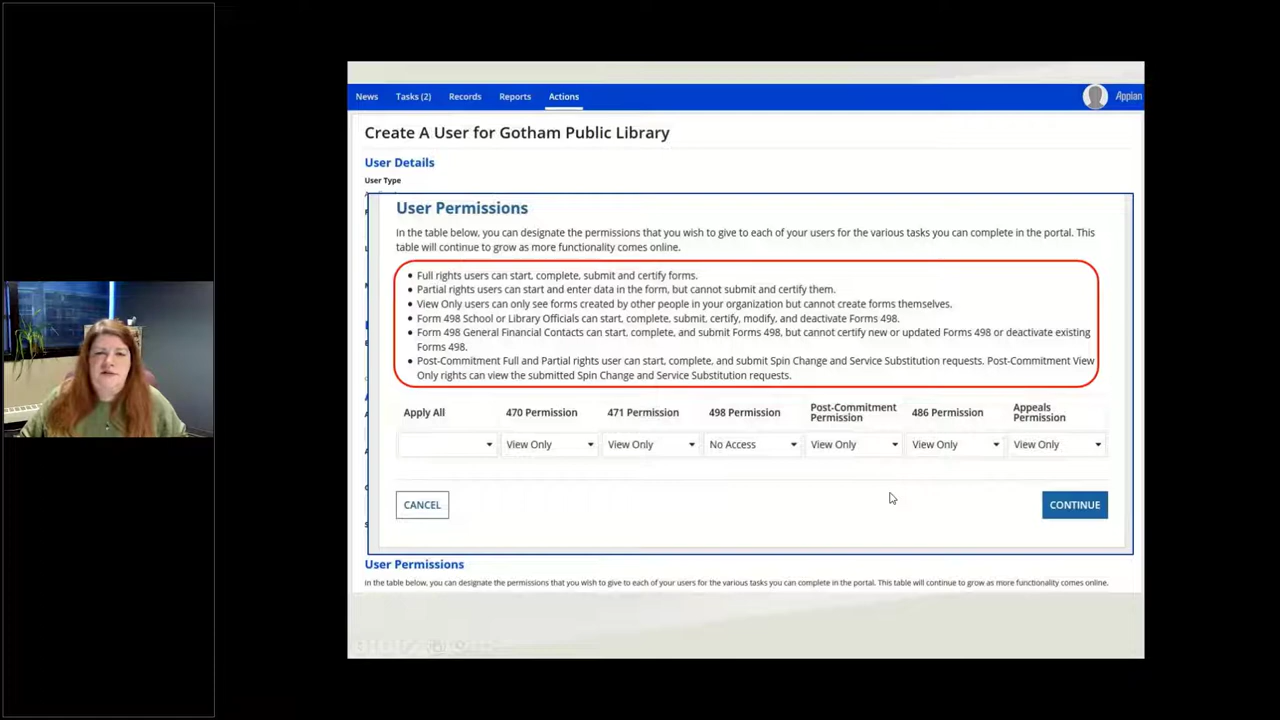 News Tasks (2) Records Reports Actions Appian
Create A User for Gotham Public Library
User Details
User Type
User Permissions
In the table below, you can designate the permissions that you wish to give to each of your users for the various tasks you can complete in the portal. This
table will continue to grow as more functionality comes online.
• Full rights users can start, complete, submit and certify forms.
• Partial rights users can start and enter data in the form, but cannot submit and certify them.
• View Only users can only see forms created by other people in your organization but cannot create forms themselves.
• Form 498 School or Library Officials can start, complete, submit, certify, modify, and deactivate Forms 498.
• Form 498 General Financial Contacts can start, complete, and submit Forms 498, but cannot certify new or updated Forms 498 or deactivate existing
Forms 498.
• Post-Commitment Full and Partial rights user can start, complete, and submit Spin Change and Service Substitution requests. Post-Commitment View
Only rights can view the submitted Spin Change and Service Substitution requests.
Apply All 470 Permission 471 Permission 498 Permission Post-Commitment Permission 486 Permission Appeals Permission
View Only View Only No Access View Only View Only View Only
CANCEL CONTINUE
User Permissions
In the table below, you can designate the permissions that you wish to give to each of your users for the various tasks you can complete in the portal. This table will continue to grow as more functionality comes online.